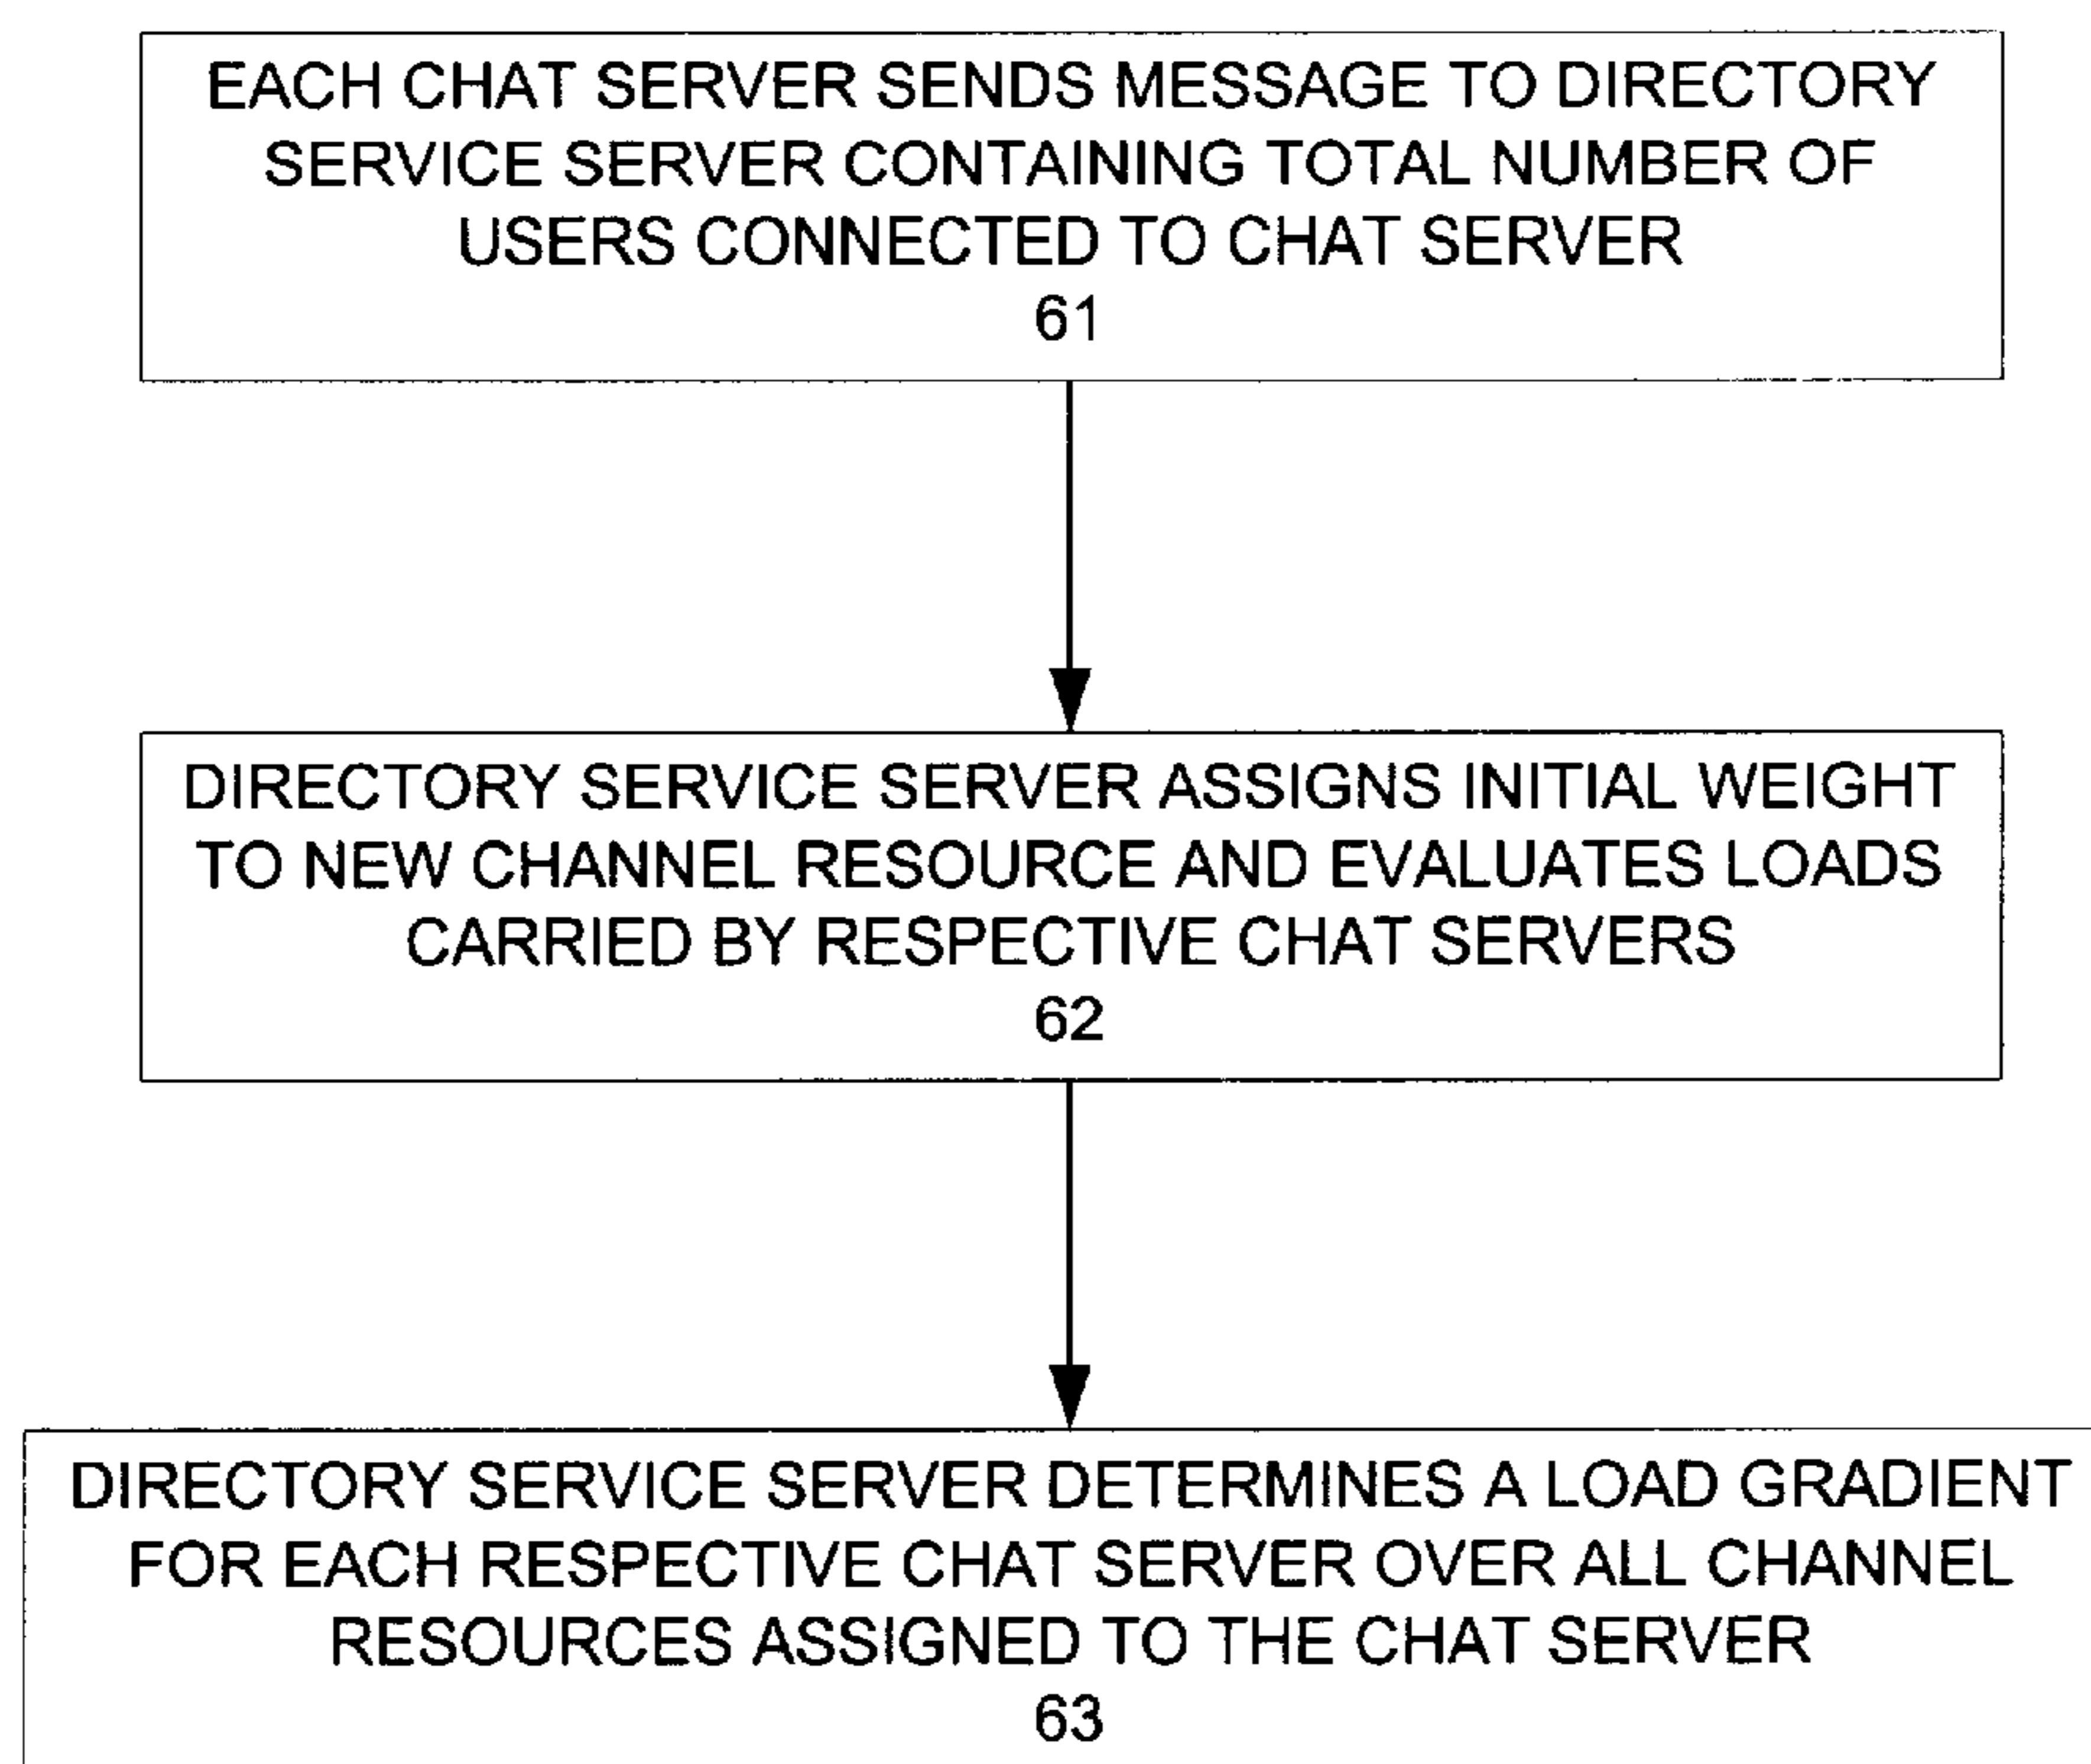 EACH CHAT SERVER SENDS MESSAGE TO DIRECTORY
SERVICE SERVER CONTAINING TOTAL NUMBER OF
USERS CONNECTED TO CHAT SERVER
61
DIRECTORY SERVICE SERVER ASSIGNS INITIAL WEIGHT
TO NEW CHANNEL RESOURCE AND EVALUATES LOADS
CARRIED BY RESPECTIVE CHAT SERVERS
62
DIRECTORY SERVICE SERVER DETERMINES A LOAD GRADIENT
FOR EACH RESPECTIVE CHAT SERVER OVER ALL CHANNEL
RESOURCES ASSIGNED TO THE CHAT SERVER
63